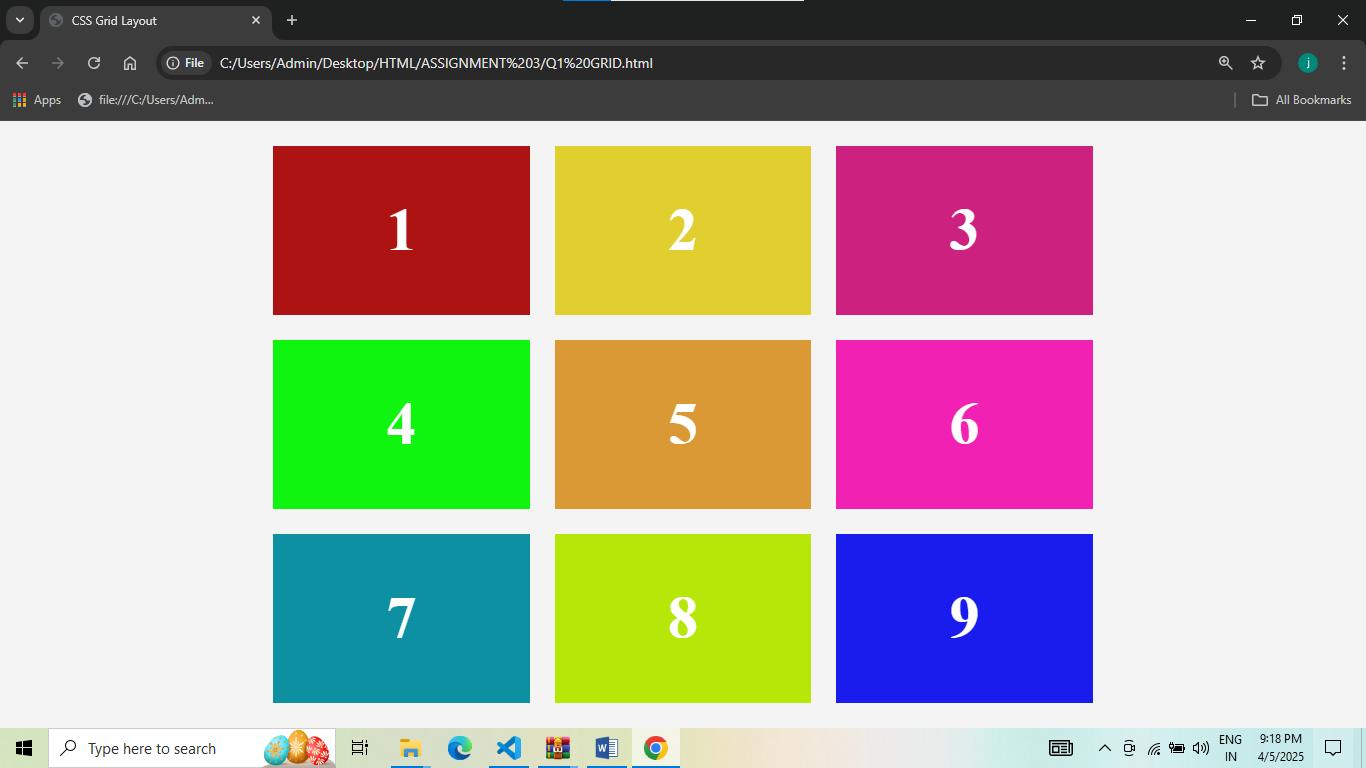 CSS Grid Layout
File C:/Users/Admin/Desktop/HTML/ASSIGNMENT%203/Q1%20GRID.html j
Apps file:///C:/Users/Adm... All Bookmarks
1 2 3
4 5 6
7 8 9
Type here to search ENG 9:18 PM
IN 4/5/2025